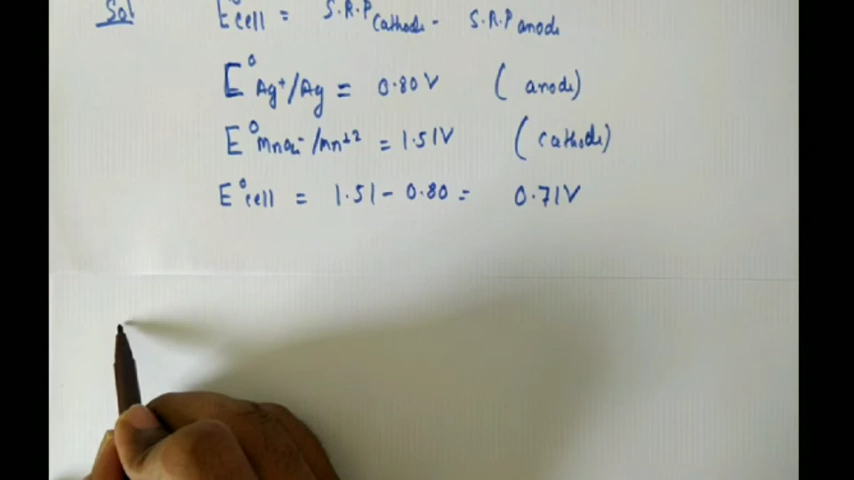 Sol E°cell = S.R.P Cathode - S.R.P anode
E° Ag+/Ag = 0.80V (anode)
E° MnO4-/Mn+2 = 1.51V (cathode)
E°cell = 1.51 - 0.80 = 0.71V